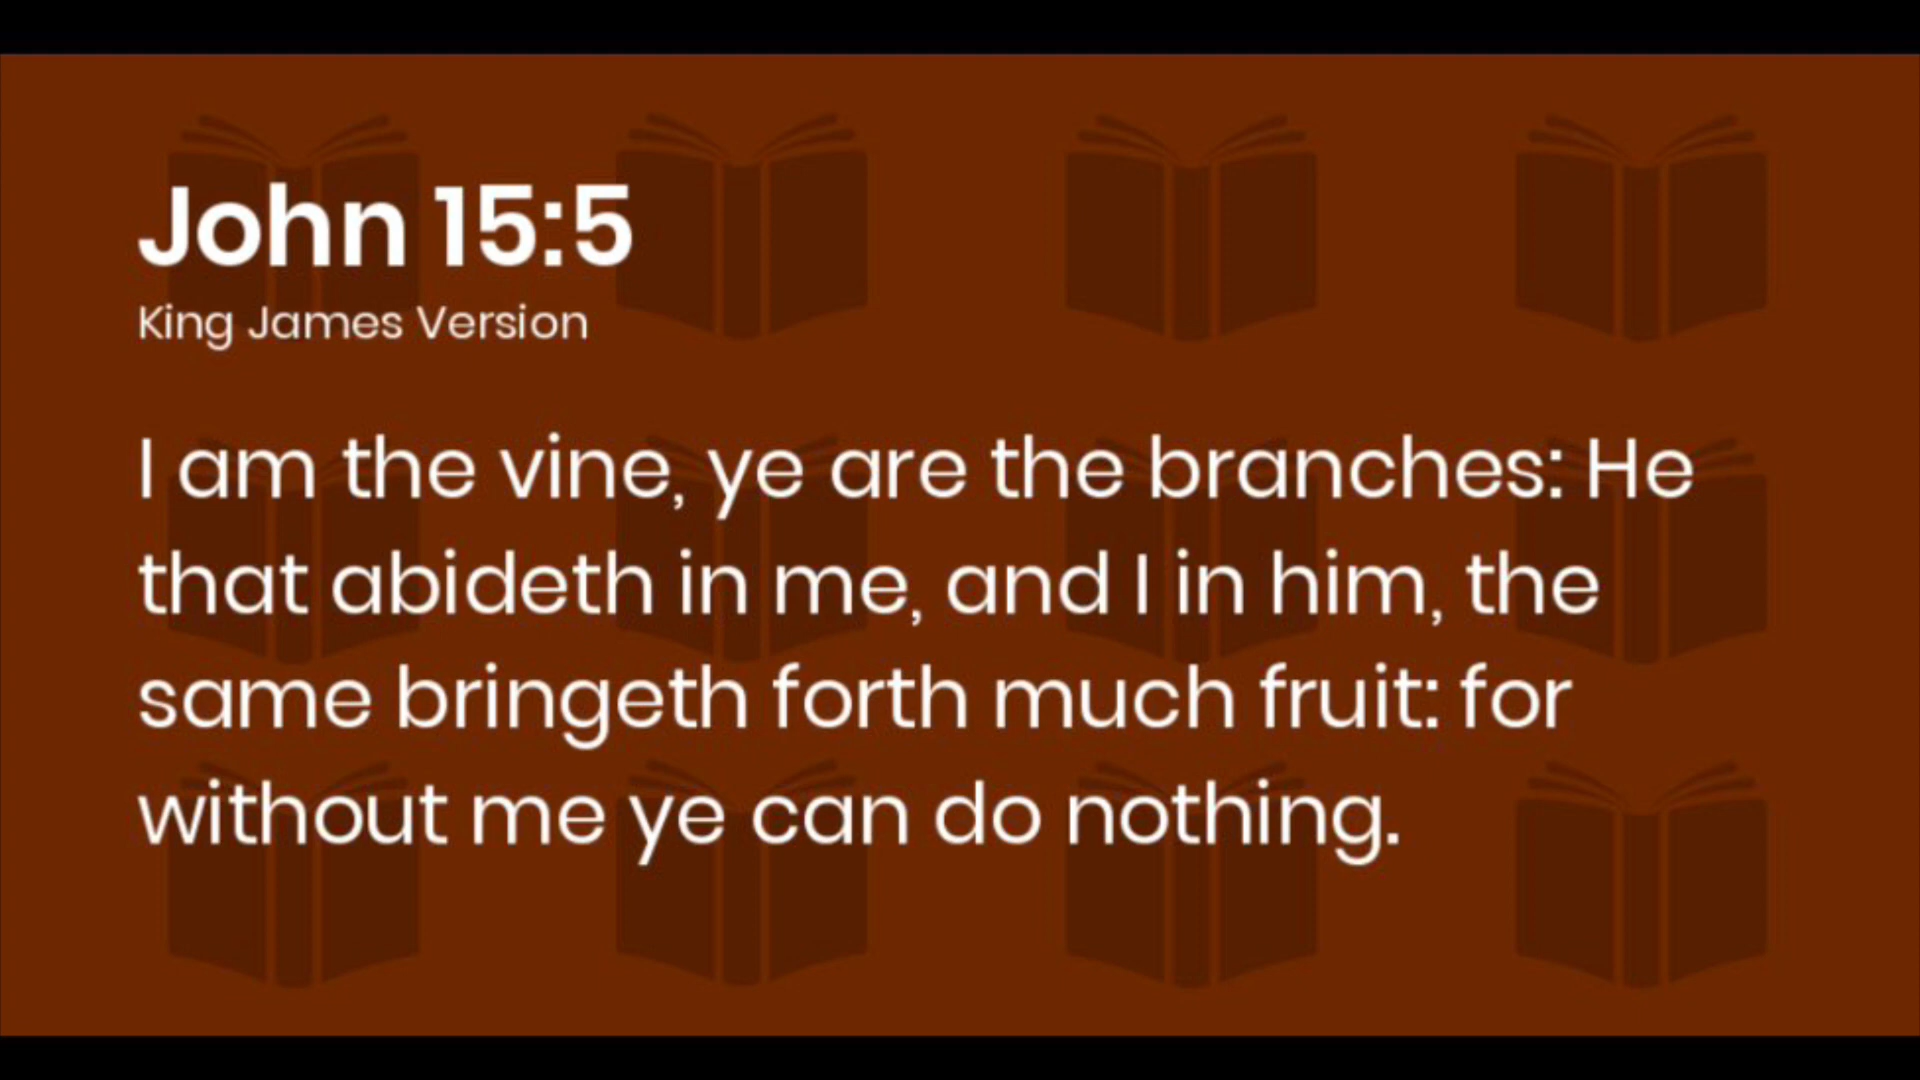 John 15:5
King James Version
I am the vine, ye are the branches: He
that abideth in me, and I in him, the
same bringeth forth much fruit: for
without me ye can do nothing.